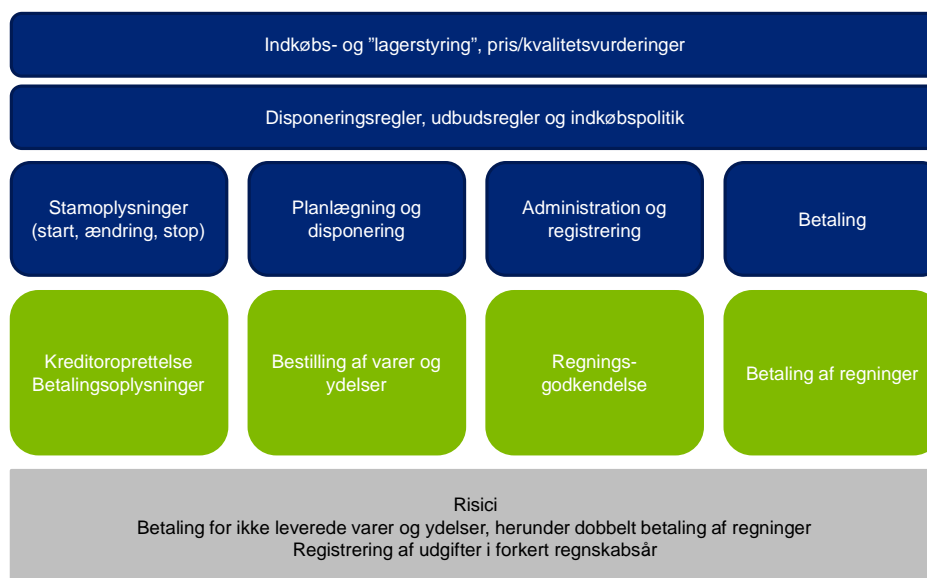 Indkøbs- og ”lagerstyring”, pris/kvalitetsvurderinger
Disponeringsregler, udbudsregler og indkøbspolitik
Stamoplysninger
(start, ændring, stop)
Planlægning og
disponering
Administration og
registrering
Betaling
Kreditoroprettelse
Betalingsoplysninger
Bestilling af varer og
ydelser
Regnings-
godkendelse
Betaling af regninger
Risici
Betaling for ikke leverede varer og ydelser, herunder dobbelt betaling af regninger
Registrering af udgifter i forkert regnskabsår